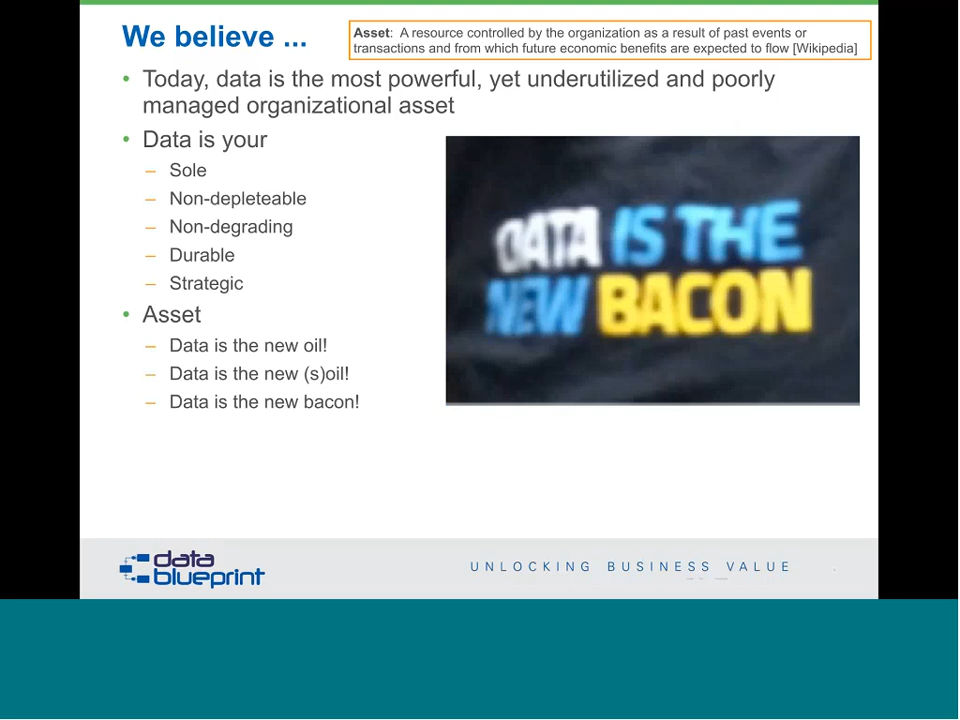 We believe ...
Asset:  A resource controlled by the organization as a result of past events or
transactions and from which future economic benefits are expected to flow [Wikipedia]
• Today, data is the most powerful, yet underutilized and poorly
managed organizational asset
• Data is your
– Sole
– Non-depleteable
– Non-degrading
– Durable
– Strategic
• Asset
– Data is the new oil!
– Data is the new (s)oil!
– Data is the new bacon!
DATA IS THE
NEW BACON
data
blueprint
UNLOCKING BUSINESS VALUE